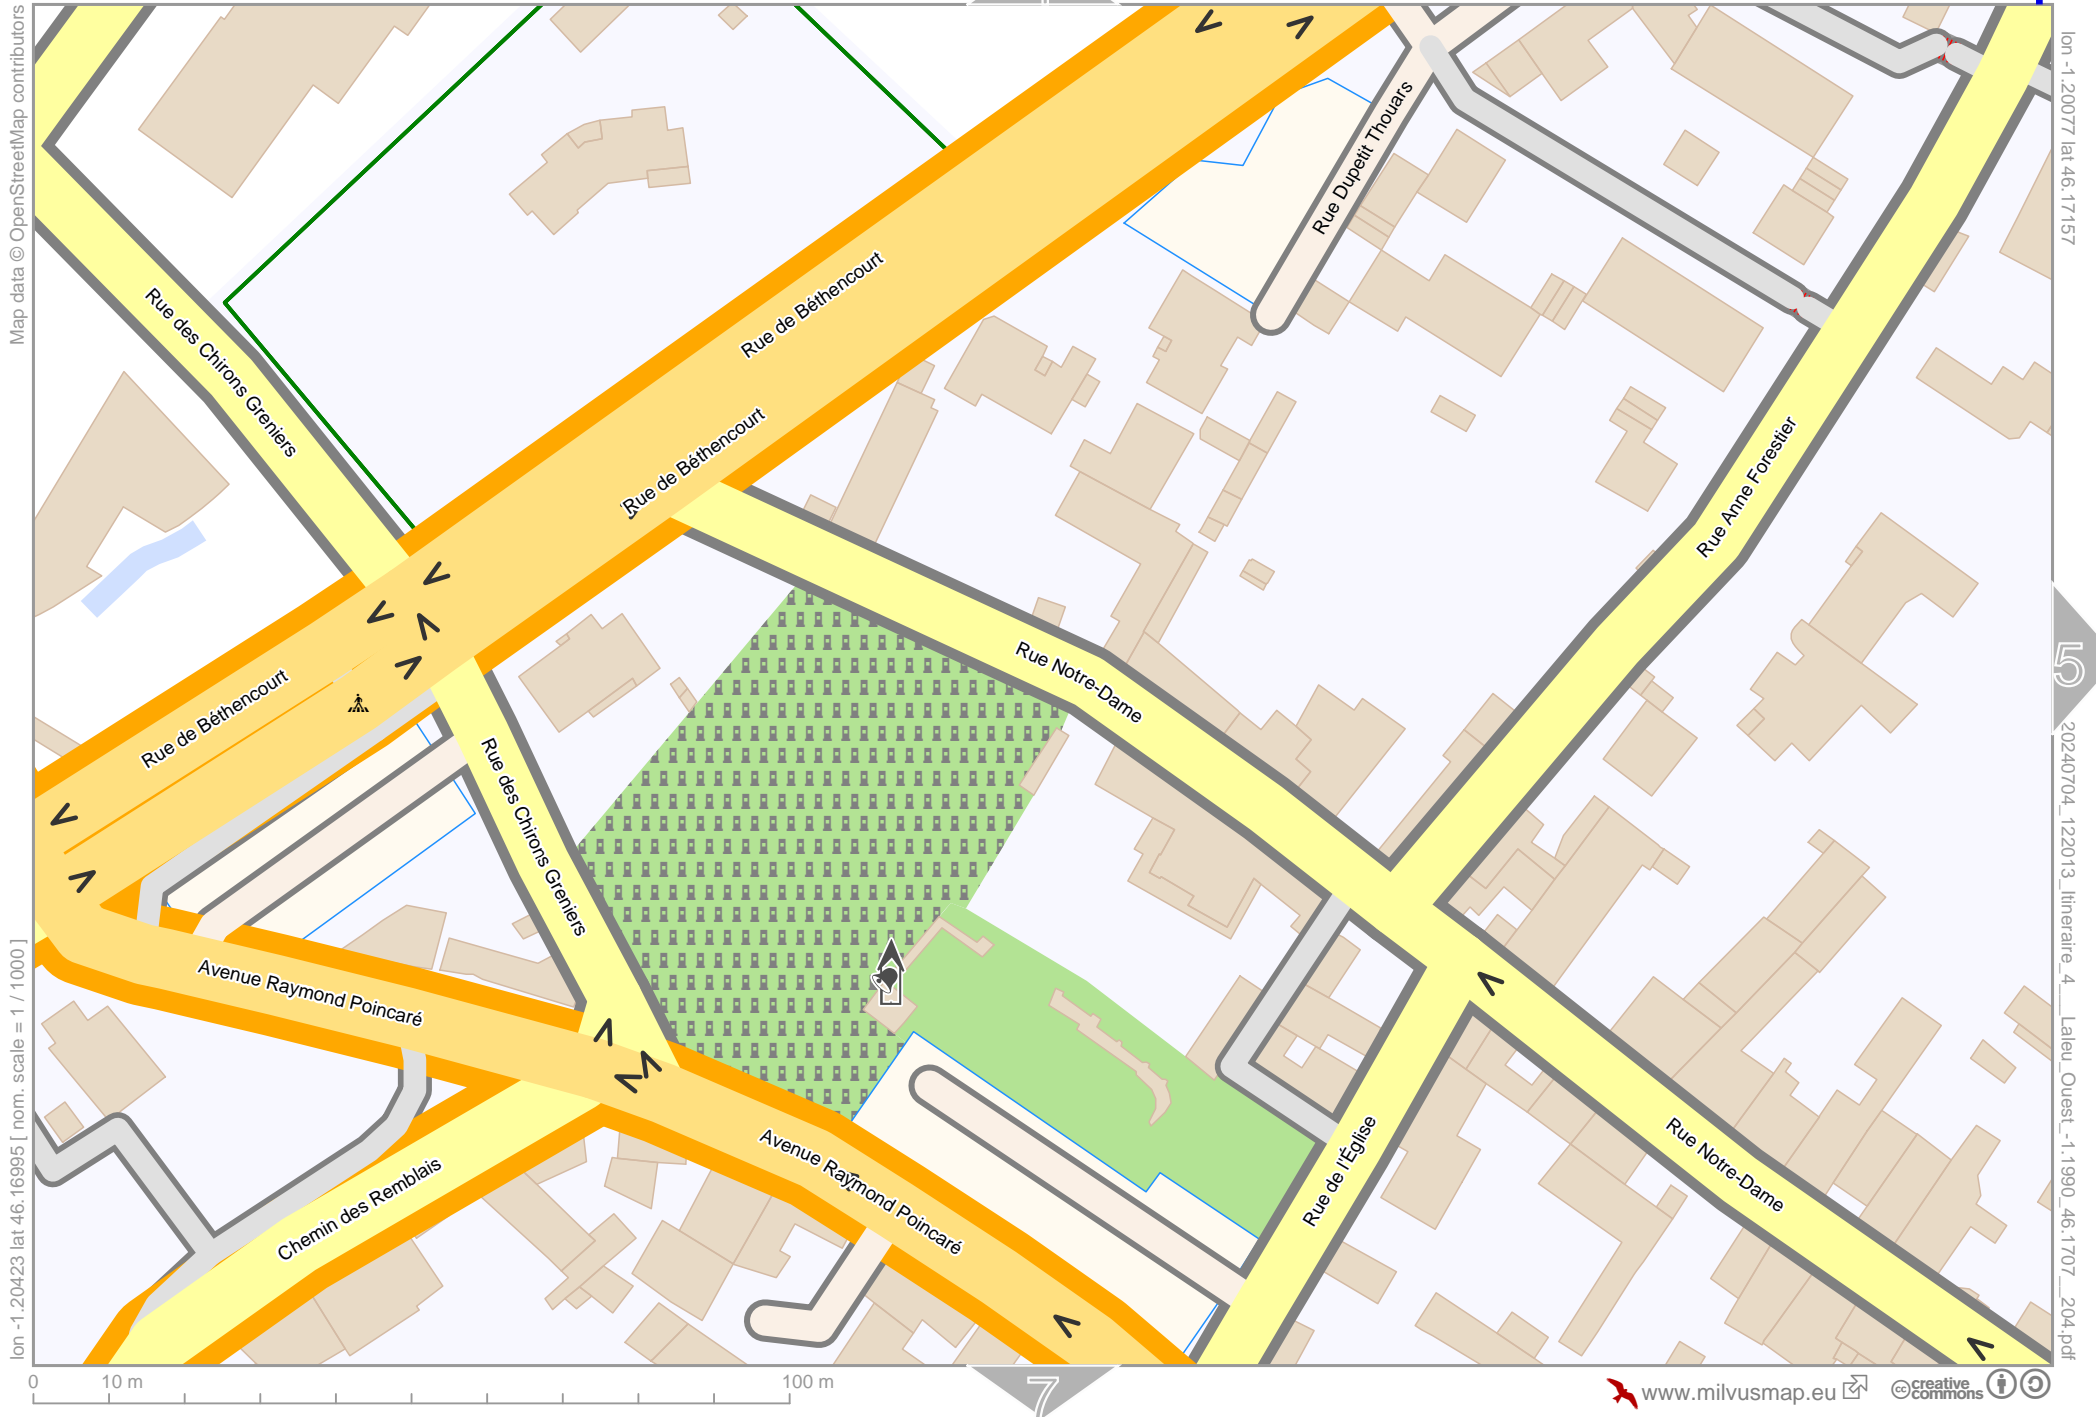 Map data © OpenStreetMap contributors
lon -1.20423 lat 46.16995 [ nom. scale = 1 / 1000 ]
lon -1.20077 lat 46.17157
20240704_122013_Itineraire_4___Laleu_Ouest_-1.1990_46.1707__204.pdf
Rue Dupetit Thouars
Rue de Béthencourt
Rue des Chirons Greniers
Rue de Béthencourt
Rue Anne Forestier
Rue Notre-Dame
Rue de Béthencourt
Rue des Chirons Greniers
Avenue Raymond Poincaré
Avenue Raymond Poincaré
Chemin des Remblais
Rue de l'Église
Rue Notre-Dame
5
7
0
10 m
100 m
www.milvusmap.eu
cc creative commons